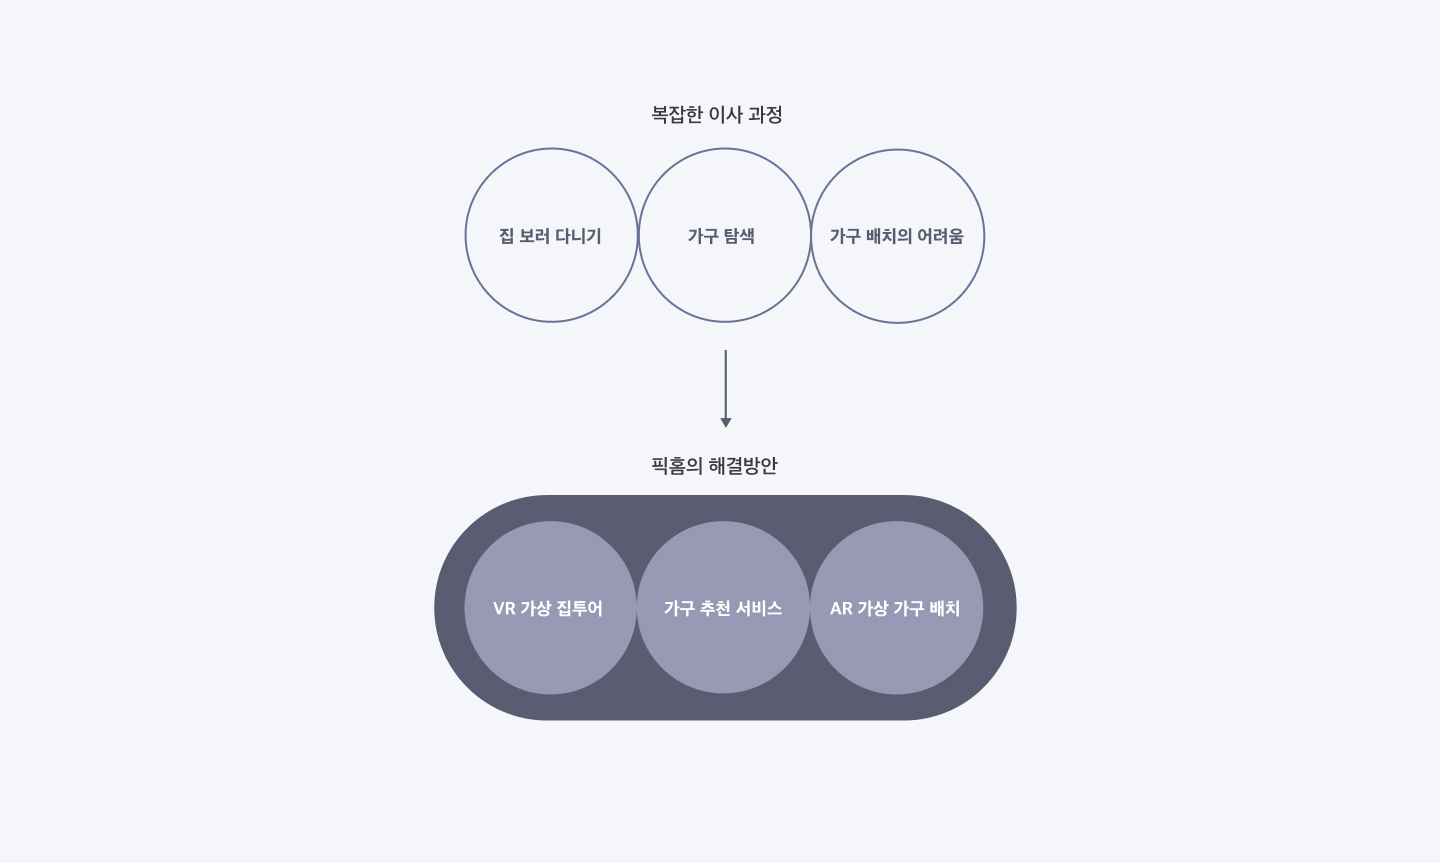 복잡한 이사 과정
집 보러 다니기
가구 탐색
가구 배치의 어려움
픽홈의 해결방안
VR 가상 집투어
가구 추천 서비스
AR 가상 가구 배치